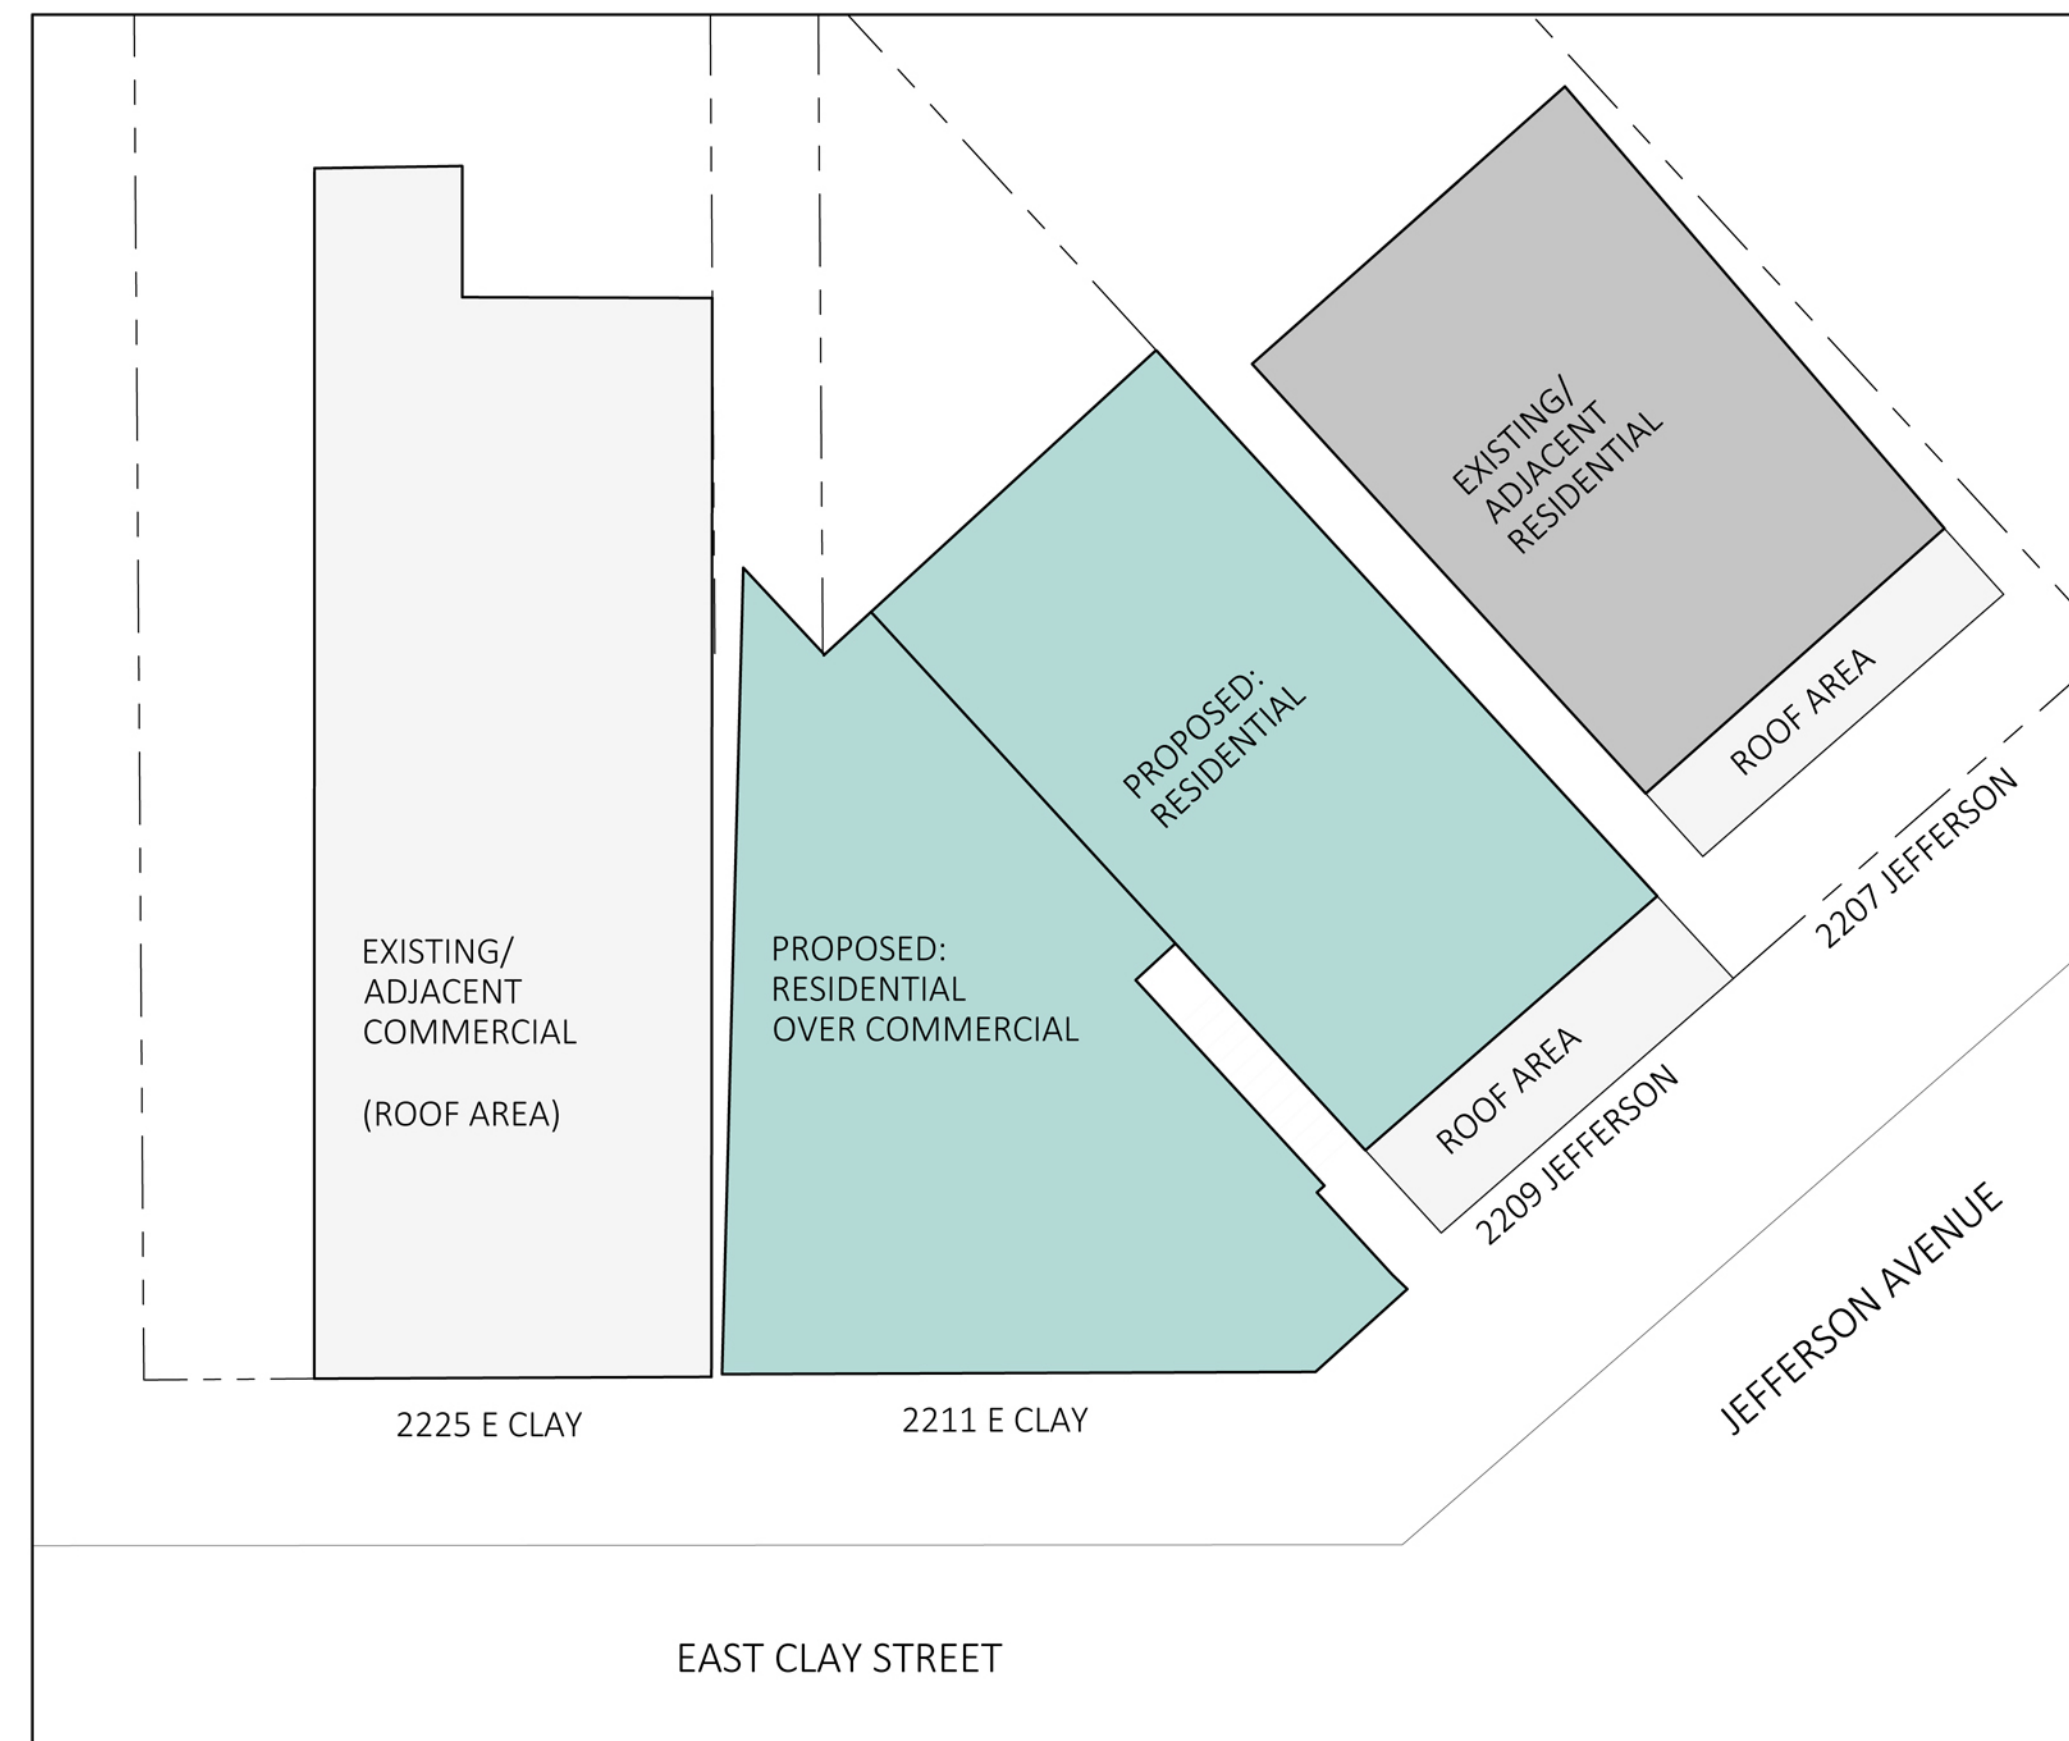 EXISTING/
ADJACENT
RESIDENTIAL
ROOF AREA
2207 JEFFERSON
PROPOSED:
RESIDENTIAL
ROOF AREA
2209 JEFFERSON
EXISTING/
ADJACENT
COMMERCIAL
(ROOF AREA)
PROPOSED:
RESIDENTIAL
OVER COMMERCIAL
2225 E CLAY
2211 E CLAY
JEFFERSON AVENUE
EAST CLAY STREET